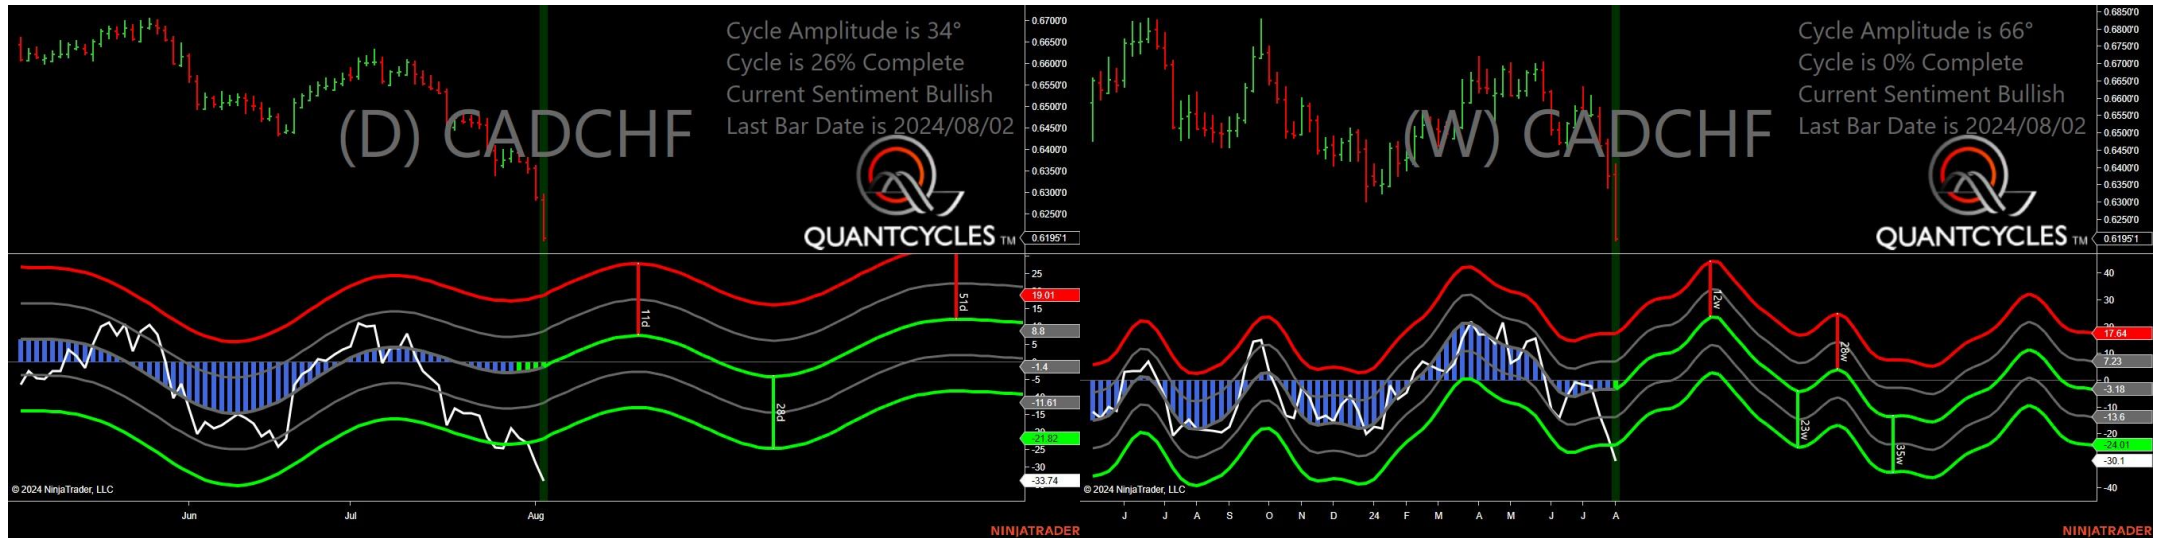 Cycle Amplitude is 34°
Cycle is 26% Complete
Current Sentiment Bullish
Last Bar Date is 2024/08/02
(D) CADCHF
QUANTCYCLES TM
0.6700'0
0.6650'0
0.6600'0
0.6550'0
0.6500'0
0.6450'0
0.6400'0
0.6350'0
0.6300'0
0.6250'0
0.6195'1
25
19.01
15
8.8
5
-1.4
-5
-11.61
-15
-21.82
-25
-30
-33.74
11d
28d
51d
© 2024 NinjaTrader, LLC
Jun
Jul
Aug
NINJATRADER
Cycle Amplitude is 66°
Cycle is 0% Complete
Current Sentiment Bullish
Last Bar Date is 2024/08/02
(W) CADCHF
QUANTCYCLES TM
0.6850'0
0.6800'0
0.6750'0
0.6700'0
0.6650'0
0.6600'0
0.6550'0
0.6500'0
0.6450'0
0.6400'0
0.6350'0
0.6300'0
0.6250'0
0.6195'1
40
30
17.64
10
7.23
0
-3.18
-10
-13.6
-20
-24.01
-30.1
-40
12w
23w
28w
35w
© 2024 NinjaTrader, LLC
J
J
A
S
O
N
D
24
F
M
A
M
J
J
A
NINJATRADER